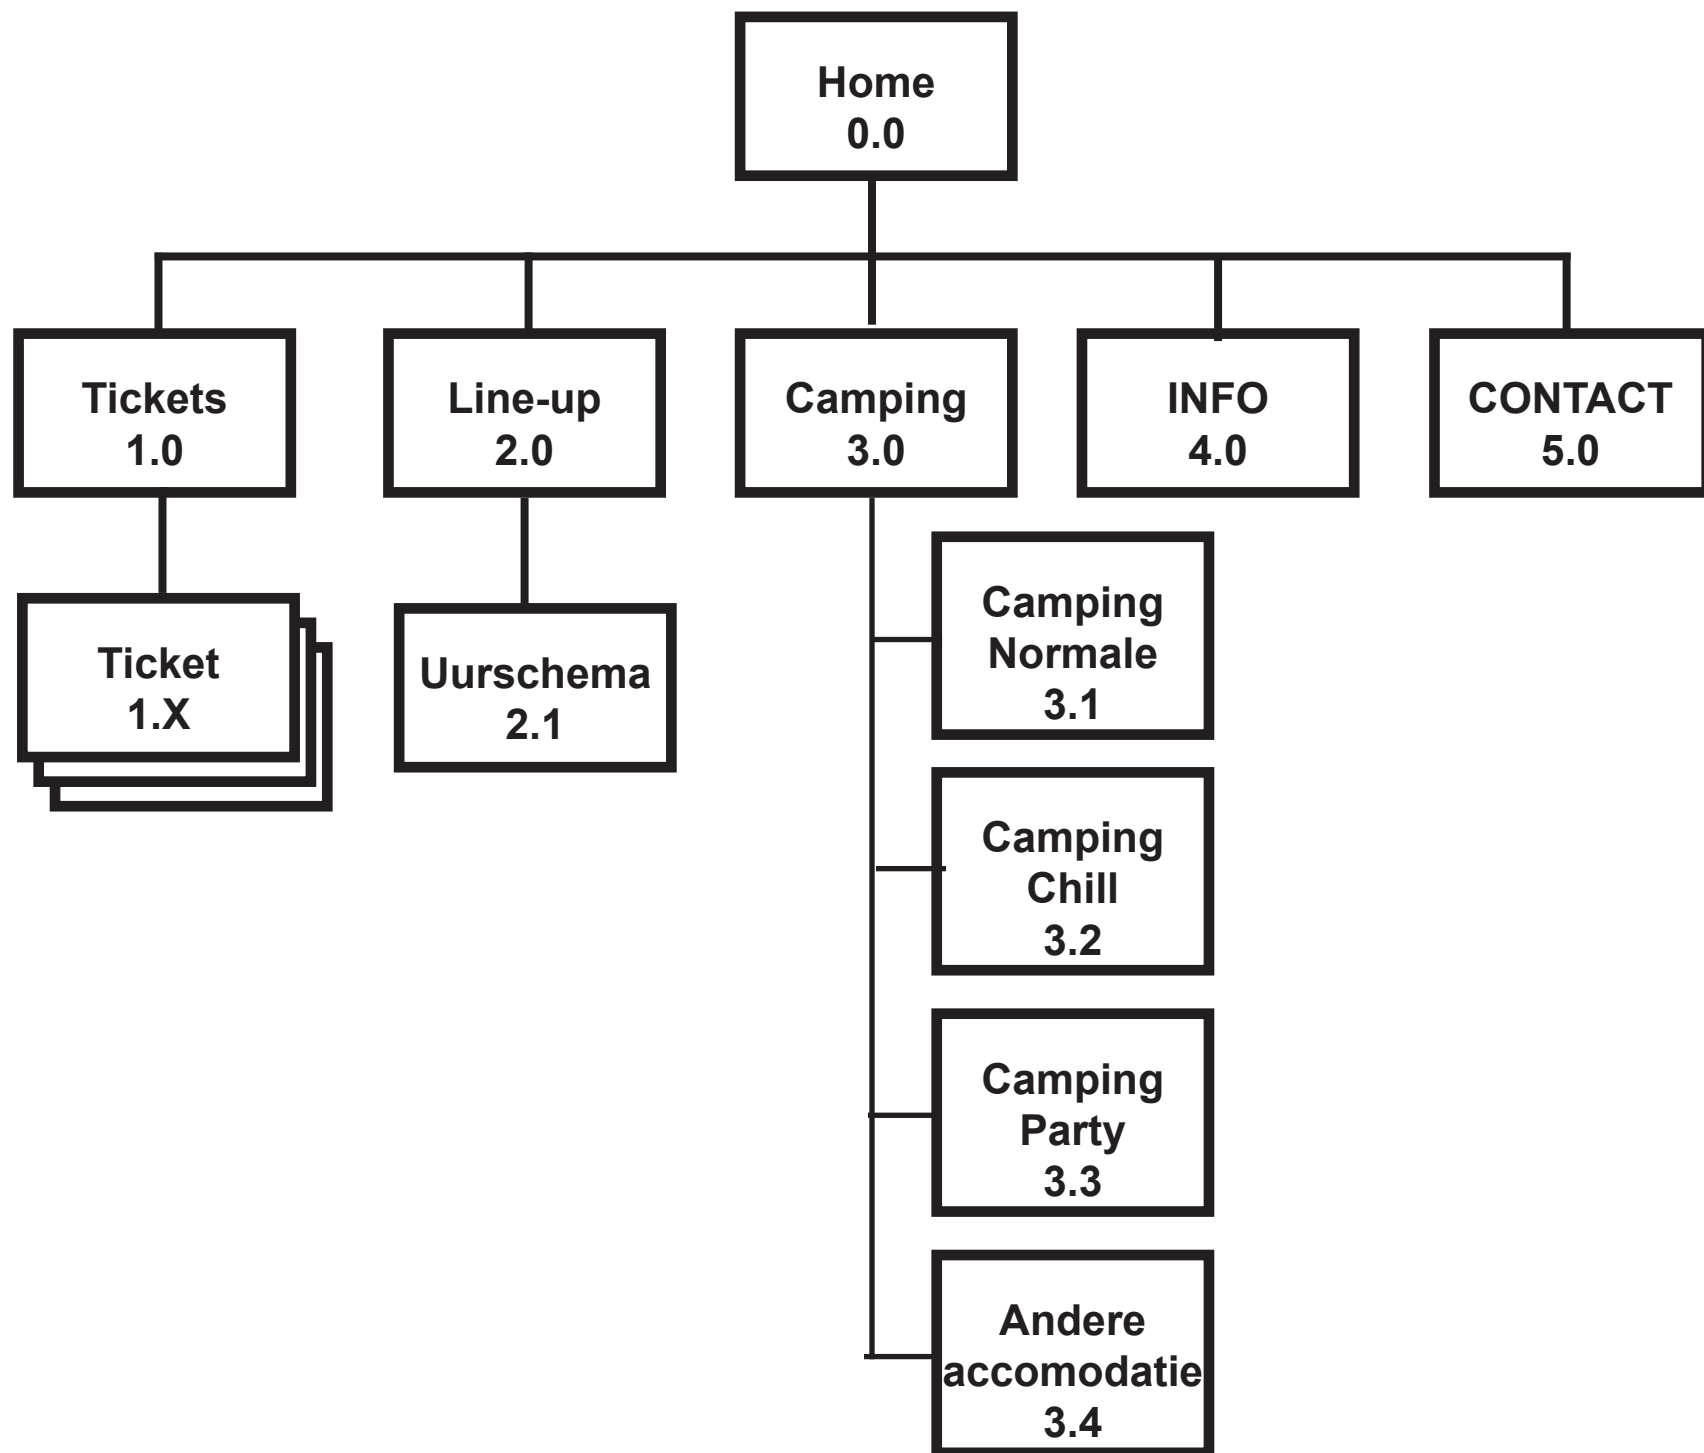 Home
0.0
Tickets
1.0
Line-up
2.0
Camping
3.0
INFO
4.0
CONTACT
5.0
Ticket
1.X
Uurschema
2.1
Camping
Normale
3.1
Camping
Chill
3.2
Camping
Party
3.3
Andere
accomodatie
3.4